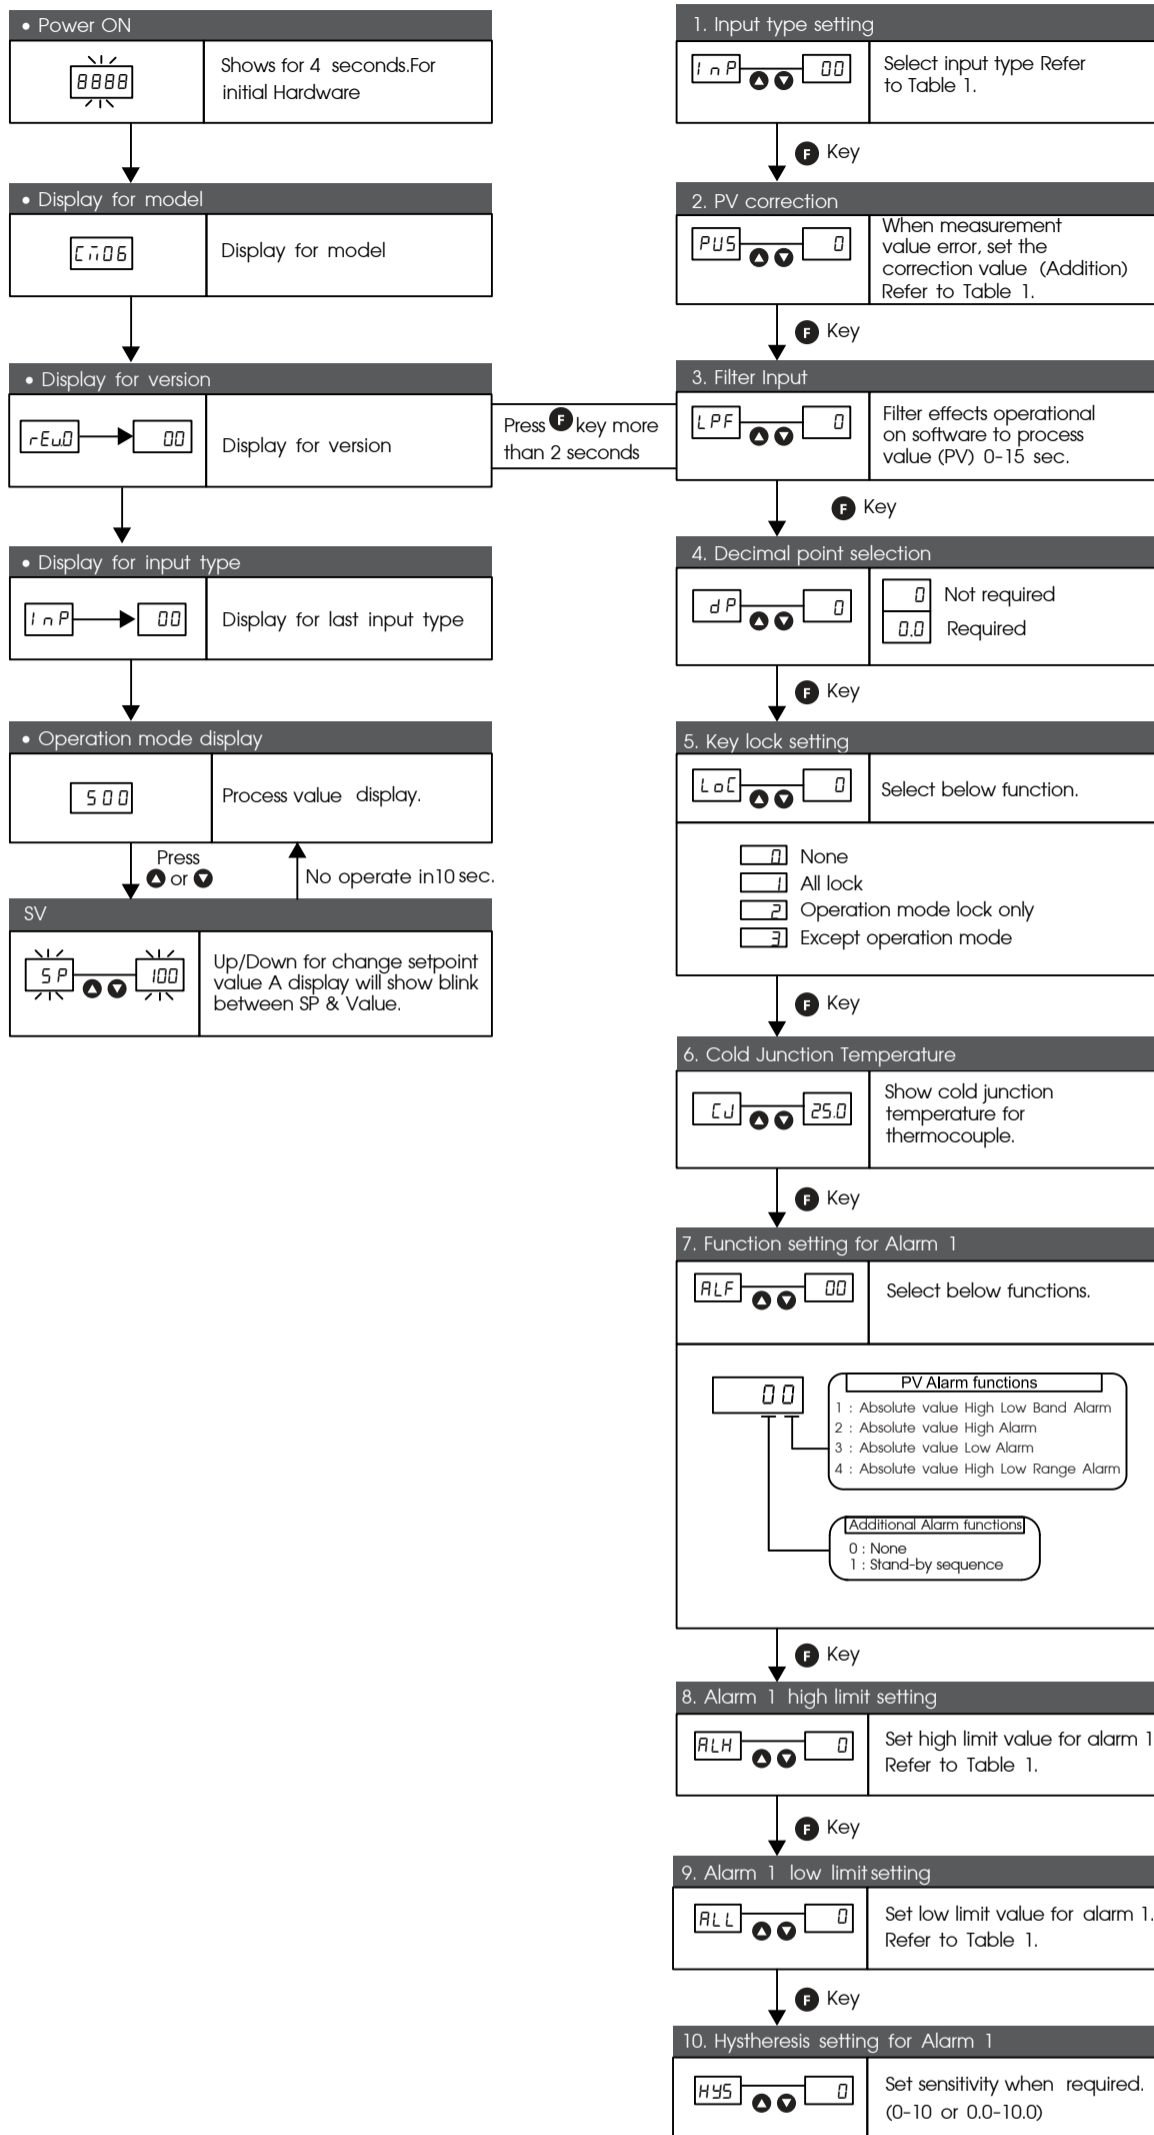 • Power ON
8888
Shows for 4 seconds.For
initial Hardware
• Display for model
Cm06
Display for model
• Display for version
rEv.0
00
Display for version
Press F key more
than 2 seconds
• Display for input type
InP
00
Display for last input type
• Operation mode display
500
Process value display.
Press
or
No operate in10 sec.
SV
SP
100
Up/Down for change setpoint
value A display will show blink
between SP & Value.
1. Input type setting
InP
00
Select input type Refer
to Table 1.
F Key
2. PV correction
PUS
0
When measurement
value error, set the
correction value (Addition)
Refer to Table 1.
F Key
3. Filter Input
LPF
0
Filter effects operational
on software to process
value (PV) 0-15 sec.
F Key
4. Decimal point selection
dP
0
0 Not required
0.0 Required
F Key
5. Key lock setting
LoC
0
Select below function.
0 None
1 All lock
2 Operation mode lock only
3 Except operation mode
F Key
6. Cold Junction Temperature
CJ
25.0
Show cold junction
temperature for
thermocouple.
F Key
7. Function setting for Alarm 1
ALF
00
Select below functions.
00
PV Alarm functions
1 : Absolute value High Low Band Alarm
2 : Absolute value High Alarm
3 : Absolute value Low Alarm
4 : Absolute value High Low Range Alarm
Additional Alarm functions
0 : None
1 : Stand-by sequence
F Key
8. Alarm 1 high limit setting
ALH
0
Set high limit value for alarm 1
Refer to Table 1.
F Key
9. Alarm 1 low limit setting
ALL
0
Set low limit value for alarm 1.
Refer to Table 1.
F Key
10. Hystheresis setting for Alarm 1
HYS
0
Set sensitivity when required.
(0-10 or 0.0-10.0)